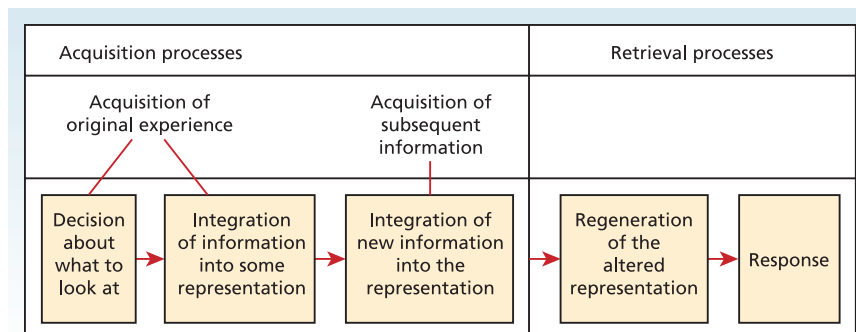 Acquisition processes
Retrieval processes
Acquisition of
original experience
Acquisition of
subsequent
information
Decision
about
what to
look at
Integration
of information
into some
representation
Integration of
new information
into the
representation
Regeneration
of the
altered
representation
Response